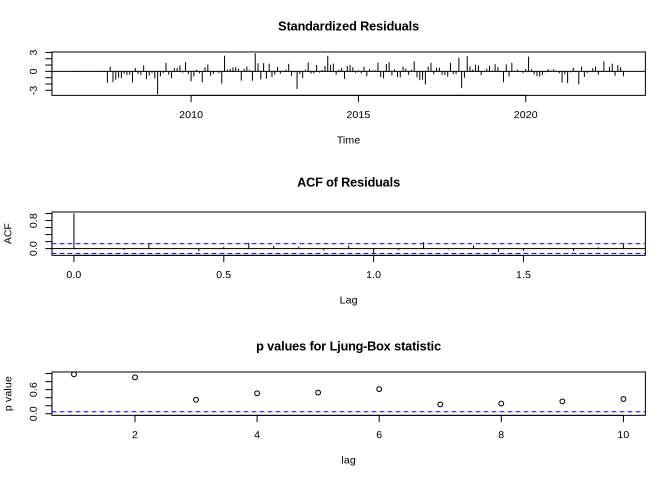 Standardized Residuals
3
0
-3
2010 2015 2020
Time
ACF of Residuals
ACF
0.8
0.0
0.0 0.5 1.0 1.5
Lag
p values for Ljung-Box statistic
p value
0.6
0.0
2 4 6 8 10
lag